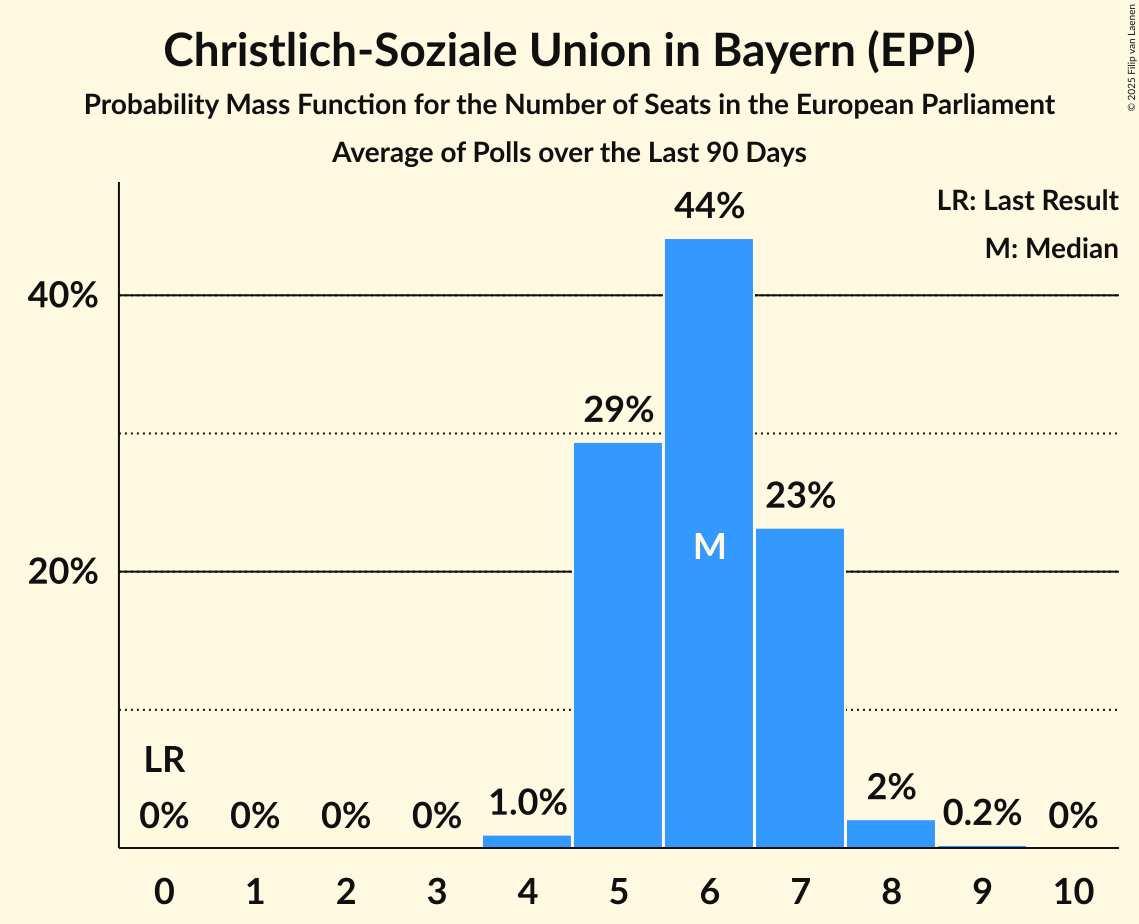 Christlich-Soziale Union in Bayern (EPP)
Probability Mass Function for the Number of Seats in the European Parliament
Average of Polls over the Last 90 Days
© 2025 Filip van Laenen
LR: Last Result
M: Median
44%
40%
29%
23%
M
20%
LR
0% 0% 0% 0% 1.0% 2% 0.2% 0%
0 1 2 3 4 5 6 7 8 9 10